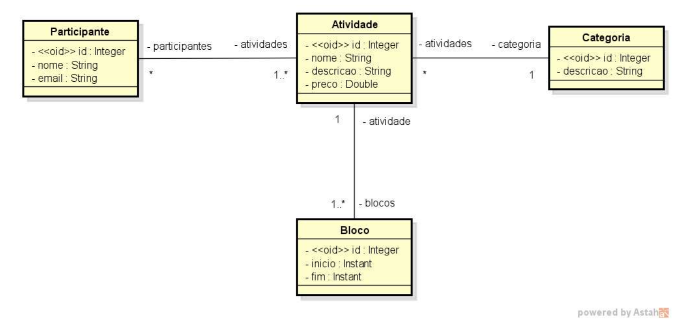 Participante
- <<oid>> id : Integer
- nome : String
- email : String
- participantes
*
- atividades
1..*
Atividade
- <<oid>> id : Integer
- nome : String
- descricao : String
- preco : Double
- atividades
*
- categoria
1
Categoria
- <<oid>> id : Integer
- descricao : String
1
- atividade
1..*
- blocos
Bloco
- <<oid>> id : Integer
- inicio : Instant
- fim : Instant
powered by Astah